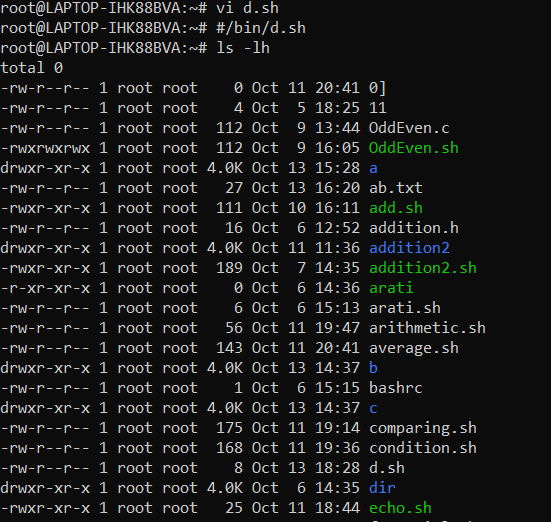 root@LAPTOP-IHK88BVA:~# vi d.sh
root@LAPTOP-IHK88BVA:~# #/bin/d.sh
root@LAPTOP-IHK88BVA:~# ls -lh
total 0
-rw-r--r-- 1 root root    0 Oct 11 20:41 0]
-rw-r--r-- 1 root root    4 Oct  5 18:25 11
-rw-r--r-- 1 root root  112 Oct  9 13:44 OddEven.c
-rwxrwxrwx 1 root root  112 Oct  9 16:05 OddEven.sh
drwxr-xr-x 1 root root 4.0K Oct 13 15:28 a
-rw-r--r-- 1 root root   27 Oct 13 16:20 ab.txt
-rwxr-xr-x 1 root root  111 Oct 10 16:11 add.sh
-rw-r--r-- 1 root root   16 Oct  6 12:52 addition.h
drwxr-xr-x 1 root root 4.0K Oct 11 11:36 addition2
-rwxr-xr-x 1 root root  189 Oct  7 14:35 addition2.sh
-r-xr-xr-x 1 root root    0 Oct  6 14:36 arati
-rw-r--r-- 1 root root    6 Oct  6 15:13 arati.sh
-rw-r--r-- 1 root root   56 Oct 11 19:47 arithmetic.sh
-rw-r--r-- 1 root root  143 Oct 11 20:41 average.sh
drwxr-xr-x 1 root root 4.0K Oct 13 14:37 b
-rw-r--r-- 1 root root    1 Oct  6 15:15 bashrc
drwxr-xr-x 1 root root 4.0K Oct 13 14:37 c
-rw-r--r-- 1 root root  175 Oct 11 19:14 comparing.sh
-rw-r--r-- 1 root root  168 Oct 11 19:36 condition.sh
-rw-r--r-- 1 root root    8 Oct 13 18:28 d.sh
drwxr-xr-x 1 root root 4.0K Oct  6 14:35 dir
-rwxr-xr-x 1 root root   25 Oct 11 18:44 echo.sh